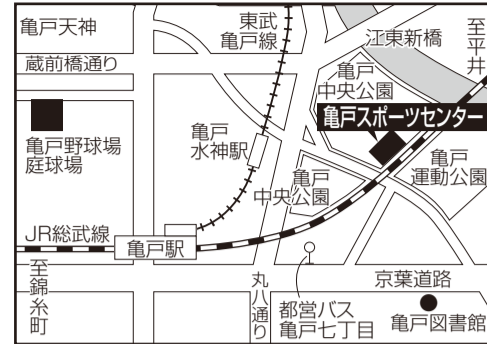 亀戸天神
蔵前橋通り
東武
亀戸線
江東新橋
至平井
亀戸
中央公園
亀戸スポーツセンター
亀戸野球場
庭球場
亀戸
水神駅
亀戸
中央公園
亀戸
運動公園
JR総武線
亀戸駅
至錦糸町
丸八通り
都営バス
亀戸七丁目
京葉道路
亀戸図書館